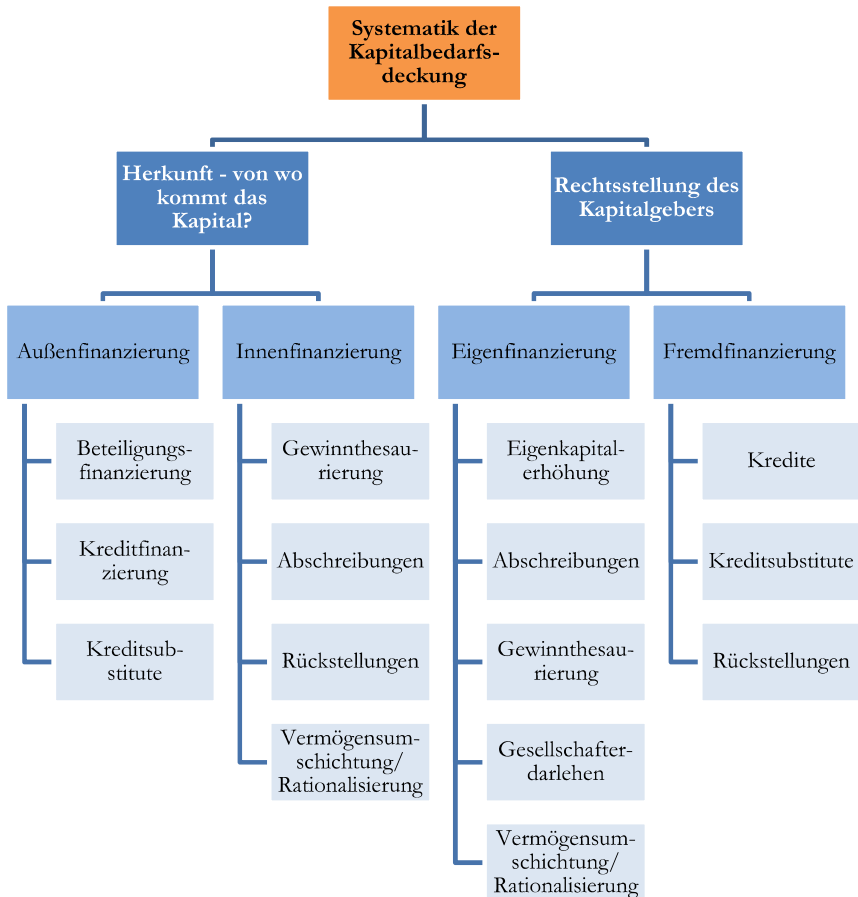 Systematik der
Kapitalbedarfs-
deckung
Herkunft - von wo
kommt das
Kapital?
Rechtsstellung des
Kapitalgebers
Außenfinanzierung
Innenfinanzierung
Eigenfinanzierung
Fremdfinanzierung
Beteiligungs-
finanzierung
Kreditfinan-
zierung
Kreditsub-
stitute
Gewinnthesau-
rierung
Abschreibungen
Rückstellungen
Vermögensum-
schichtung/
Rationalisierung
Eigenkapital-
erhöhung
Abschreibungen
Gewinnthesau-
rierung
Gesellschafter-
darlehen
Vermögensum-
schichtung/
Rationalisierung
Kredite
Kreditsubstitute
Rückstellungen